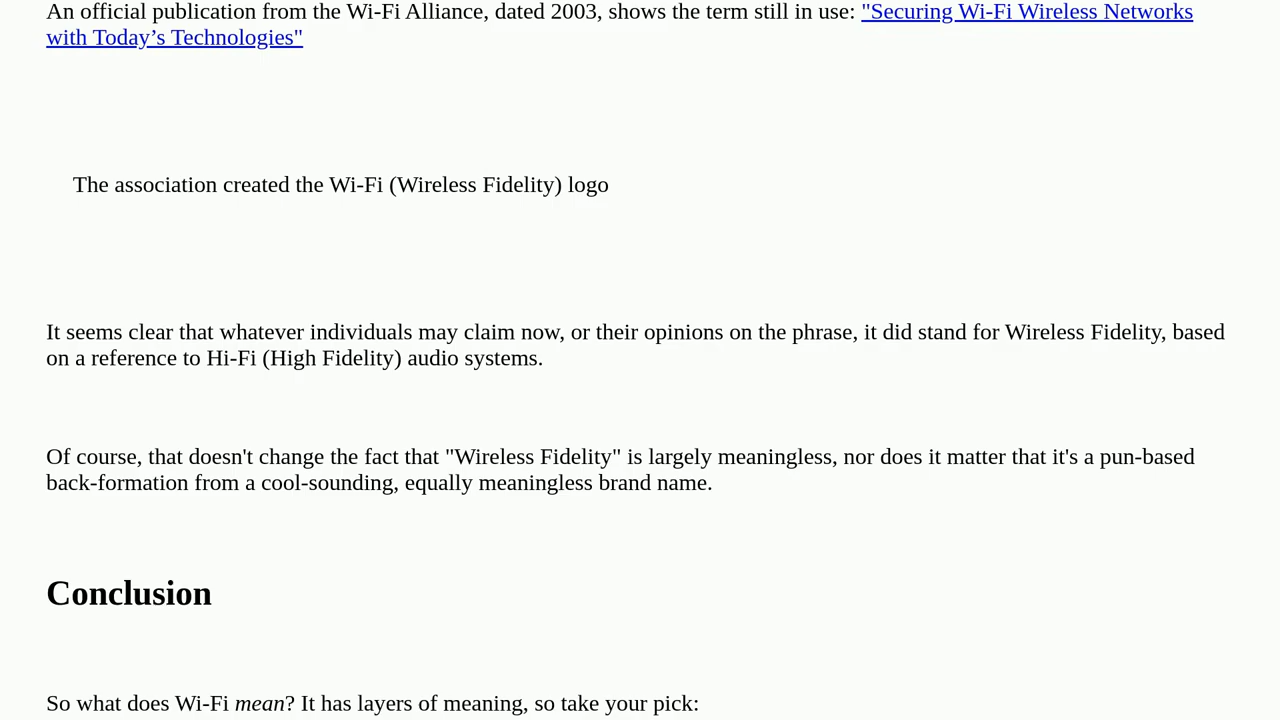 An official publication from the Wi-Fi Alliance, dated 2003, shows the term still in use: "Securing Wi-Fi Wireless Networks
with Today’s Technologies"
The association created the Wi-Fi (Wireless Fidelity) logo
It seems clear that whatever individuals may claim now, or their opinions on the phrase, it did stand for Wireless Fidelity, based
on a reference to Hi-Fi (High Fidelity) audio systems.
Of course, that doesn't change the fact that "Wireless Fidelity" is largely meaningless, nor does it matter that it's a pun-based
back-formation from a cool-sounding, equally meaningless brand name.
Conclusion
So what does Wi-Fi mean? It has layers of meaning, so take your pick: